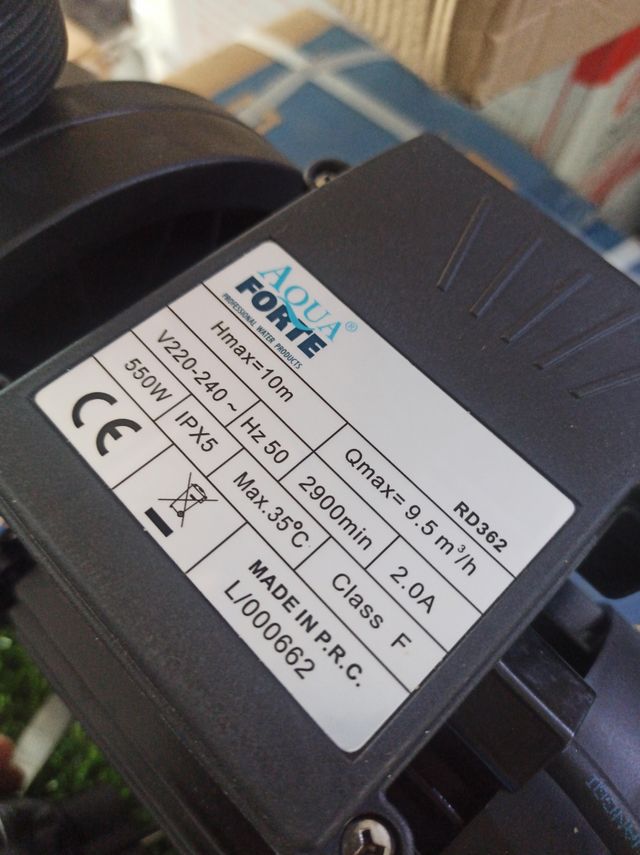 AQUA
FORTE®
PROFESSIONAL WATER PRODUCTS
RD362
Hmax=10m Qmax= 9.5 m³/h
V220-240 ~ Hz 50 2900min 2.0A
550W IPX5 Max.35°C Class F
CE MADE IN P.R.C.
L/000662